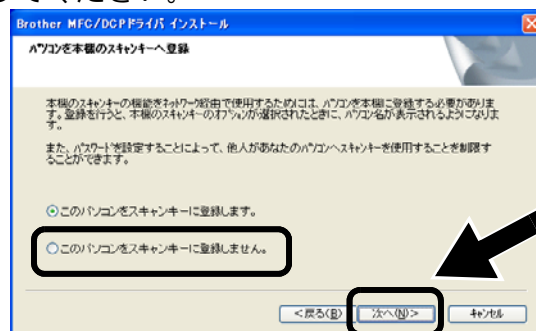 てください。
Brother MFC/DCPドライバ インストール
パソコンを本機のスキャナーキーへ登録
本機のスキャンキーの機能をネットワーク経由で使用するためには、パソコンを本機に登録する必要がありま
す。登録を行うと、本機のスキャンキーのオプションが選択されたときに、パソコン名が表示されるようになりま
す。
また、パスワードを設定することによって、他人があなたのパソコンへスキャンキーを使用することを制限す
ることができます。
このパソコンをスキャンキーに登録します。
このパソコンをスキャンキーに登録しません。
<戻る(B) 次へ(N)> キャンセル